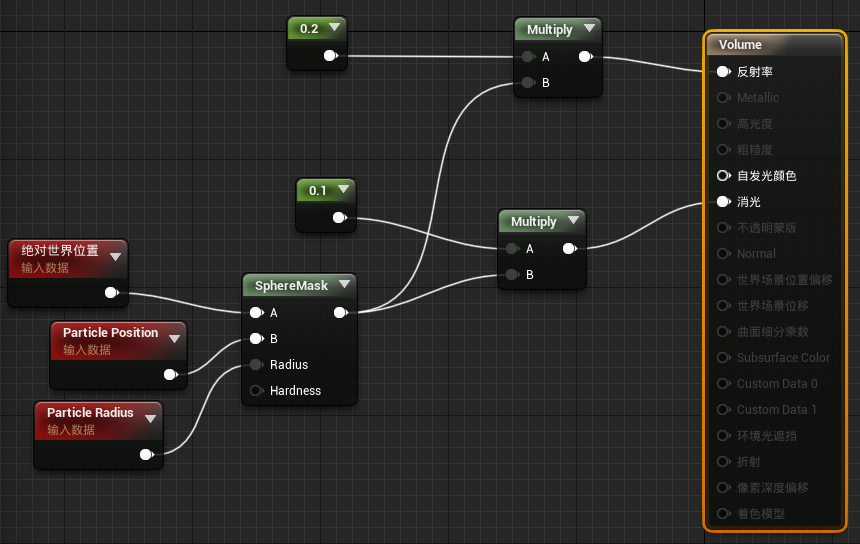 0.2
Multiply
A
B
0.1
Multiply
A
B
绝对世界位置
输入数据
Particle Position
输入数据
Particle Radius
输入数据
SphereMask
A
B
Radius
Hardness
Volume
反射率
Metallic
高光度
粗糙度
自发光颜色
消光
不透明蒙版
Normal
世界场景位置偏移
世界场景位移
曲面细分乘数
Subsurface Color
Custom Data 0
Custom Data 1
环境光遮挡
折射
像素深度偏移
着色模型